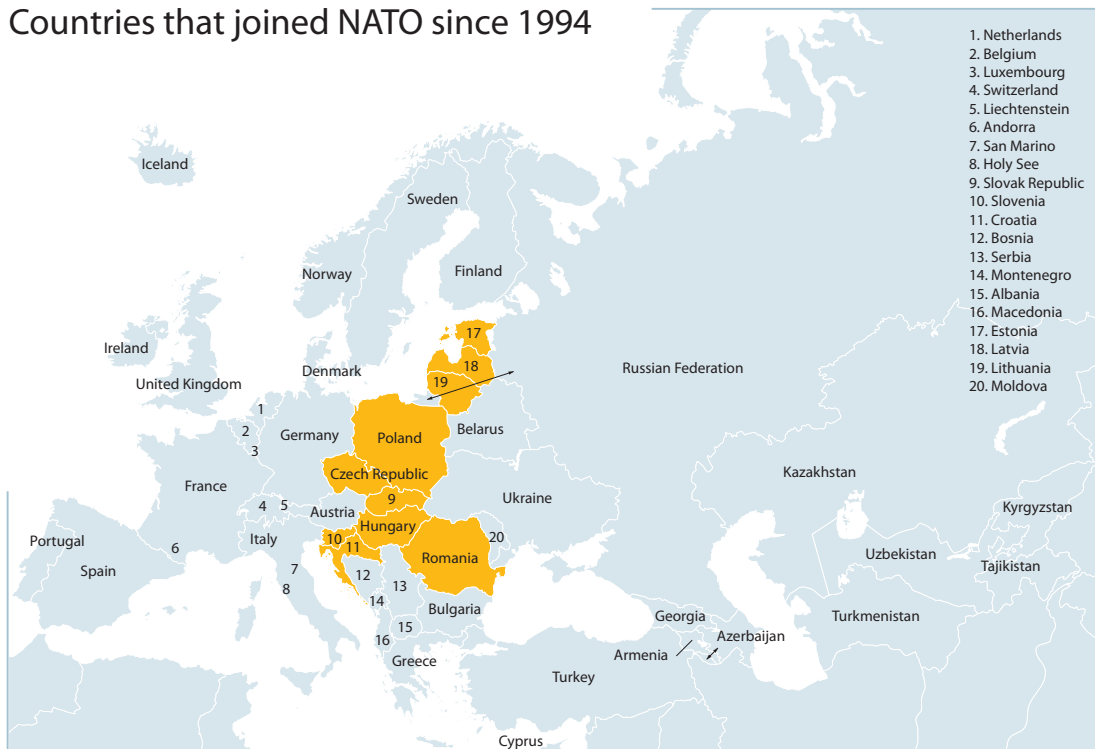 Countries that joined NATO since 1994
1. Netherlands
2. Belgium
3. Luxembourg
4. Switzerland
5. Liechtenstein
6. Andorra
7. San Marino
8. Holy See
9. Slovak Republic
10. Slovenia
11. Croatia
12. Bosnia
13. Serbia
14. Montenegro
15. Albania
16. Macedonia
17. Estonia
18. Latvia
19. Lithuania
20. Moldova
Iceland
Sweden
Norway
Finland
17
Ireland
18
Russian Federation
Denmark
United Kingdom
19
1
2
Germany
Poland
Belarus
3
Czech Republic
Kazakhstan
France
9
Ukraine
4
5
Austria
Kyrgyzstan
Hungary
Portugal
Italy
10
11
20
6
Romania
Uzbekistan
Spain
7
Tajikistan
12
8
13
14
Bulgaria
Georgia
Turkmenistan
15
16
Azerbaijan
Armenia
Greece
Turkey
Cyprus